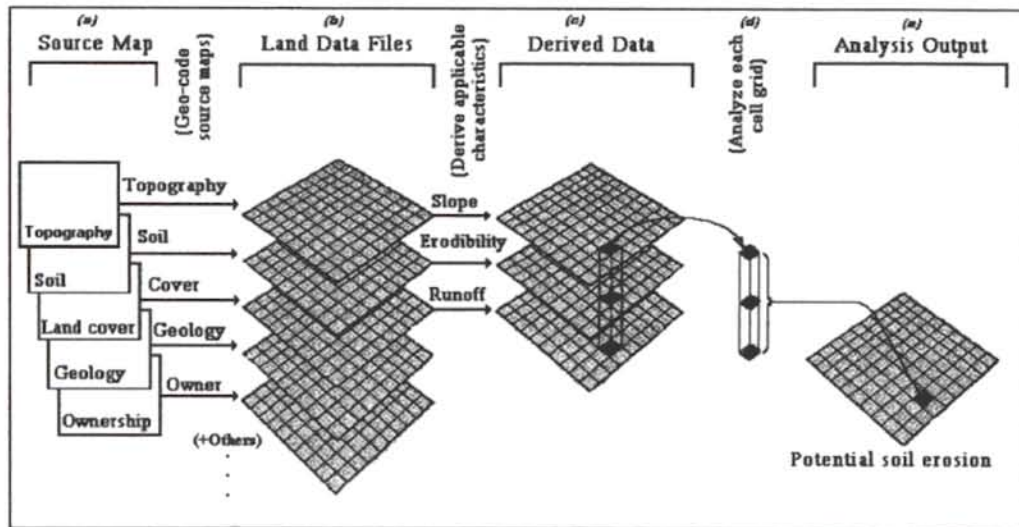 (a)
Source Map
(Geo-code
source maps)
(b)
Land Data Files
(Derive applicable
characteristics)
(c)
Derived Data
(d)
(Analyze each
cell grid)
(e)
Analysis Output
Topography
Soil
Land cover
Geology
Ownership
Topography
Soil
Cover
Geology
Owner
(+Others)
Slope
Erodibility
Runoff
Potential soil erosion